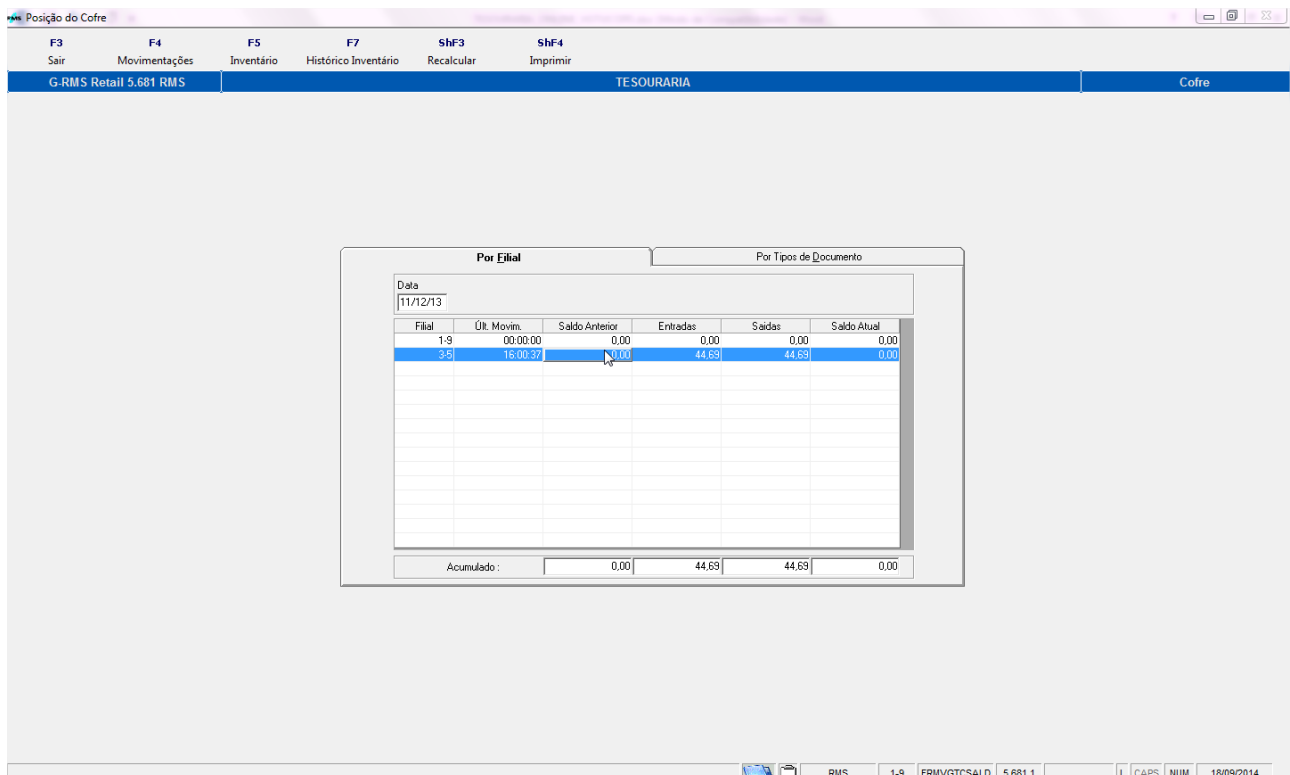 RMS Posição do Cofre
F3 F4 F5 F7 ShF3 ShF4
Sair Movimentações Inventário Histórico Inventário Recalcular Imprimir
G-RMS Retail 5.681 RMS TESOURARIA Cofre
Por Filial Por Tipos de Documento
Data
11/12/13
Filial Últ. Movim. Saldo Anterior Entradas Saidas Saldo Atual
1-9 00:00:00 0,00 0,00 0,00 0,00
3-5 16:00:37 0,00 44,69 44,69 0,00
Acumulado : 0,00 44,69 44,69 0,00
RMS 1-9 FRMVGTCSALD 5.681.1 I CAPS NUM 18/09/2014